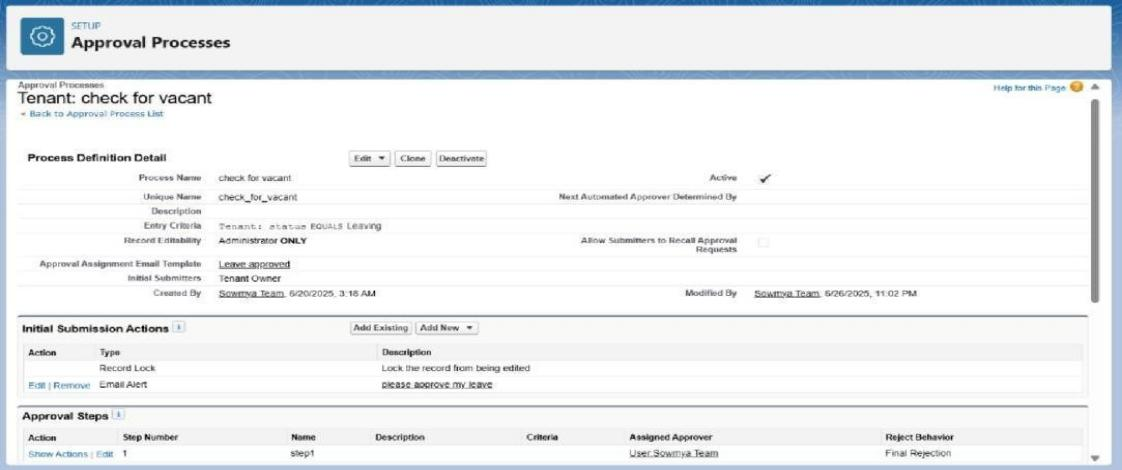 SETUP
Approval Processes
Approval Processes
Tenant: check for vacant
Help for this Page
« Back to Approval Process List
Process Definition Detail Edit Clone Deactivate
Process Name check for vacant Active
Unique Name check_for_vacant Next Automated Approver Determined By
Description
Entry Criteria Tenant: status EQUALS Leaving
Record Editability Administrator ONLY Allow Submitters to Recall Approval Requests
Approval Assignment Email Template Leave approved
Initial Submitters Tenant Owner
Created By Sowmya Team, 6/20/2025, 3:18 AM Modified By Sowmya Team, 6/26/2025, 11:02 PM
Initial Submission Actions i Add Existing Add New
Action Type Description
Record Lock Lock the record from being edited
Edit | Remove Email Alert please approve my leave
Approval Steps i
Action Step Number Name Description Criteria Assigned Approver Reject Behavior
Show Actions | Edit 1 step1 User:Sowmya Team Final Rejection